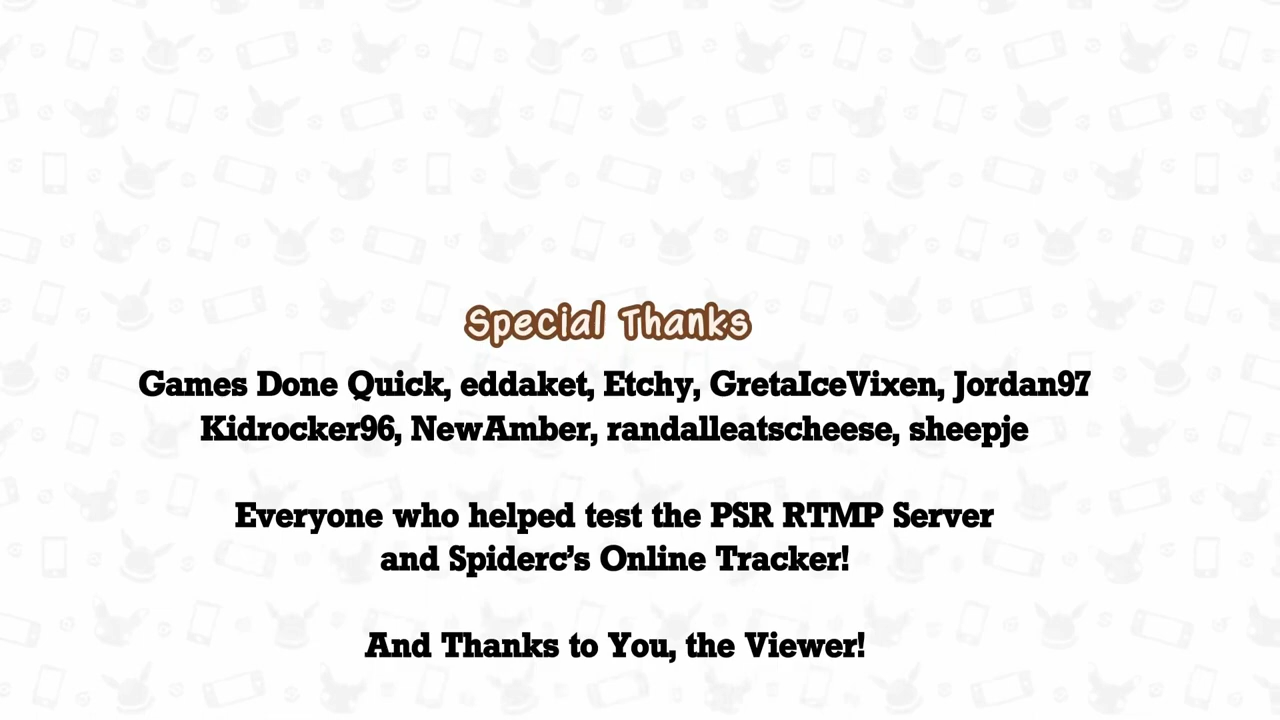 Special Thanks
Games Done Quick, eddaket, Etchy, GretaIceVixen, Jordan97
Kidrocker96, NewAmber, randalleatscheese, sheepje
Everyone who helped test the PSR RTMP Server
and Spiderc’s Online Tracker!
And Thanks to You, the Viewer!